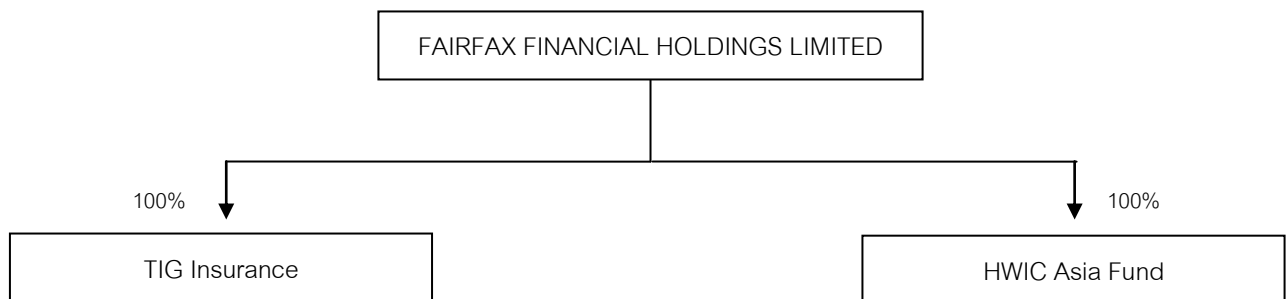 FAIRFAX FINANCIAL HOLDINGS LIMITED
100%
100%
TIG Insurance
HWIC Asia Fund